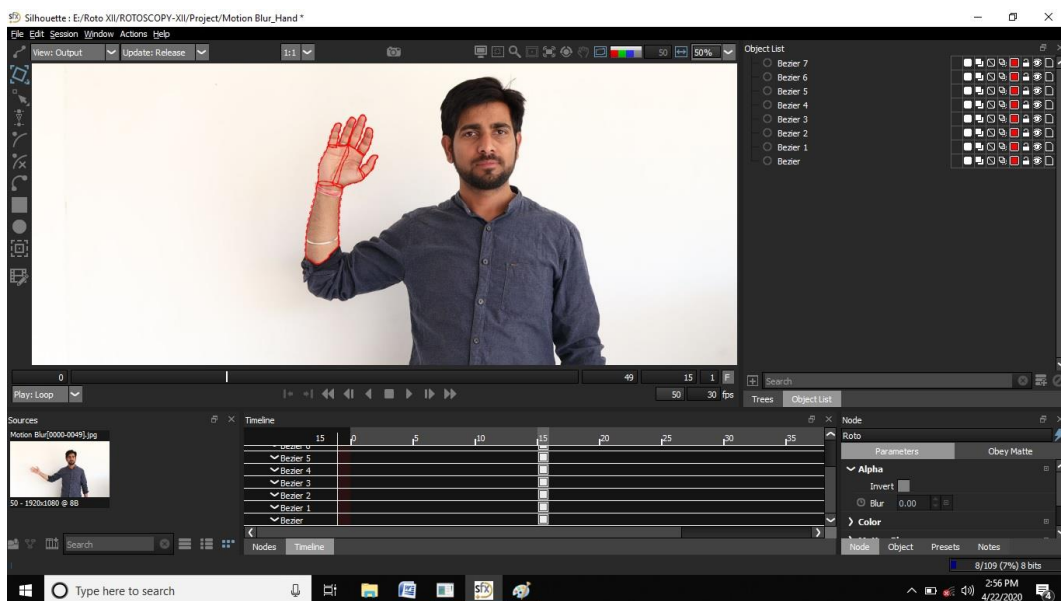 Silhouette : E:/Roto XII/ROTOSCOPY-XII/Project/Motion Blur_Hand *
File Edit Session Window Actions Help
View: Output Update: Release 1:1 50 50%
Object List
Bezier 7
Bezier 6
Bezier 5
Bezier 4
Bezier 3
Bezier 2
Bezier 1
Bezier
0 49 15 1 F
Play: Loop 50 30 fps
Search
Trees Object List
Sources
Motion Blur[0000-0049].jpg
50 - 1920x1080 @ 8B
Search
Timeline
15 0 5 10 15 20 25 30 35
Bezier 6
Bezier 5
Bezier 4
Bezier 3
Bezier 2
Bezier 1
Bezier
Nodes Timeline
Node
Roto
Parameters Obey Matte
Alpha
Invert
Blur 0.00
Color
Node Object Presets Notes
8/109 (7%) 8 bits
Type here to search
sfx
2:56 PM
4/22/2020
4